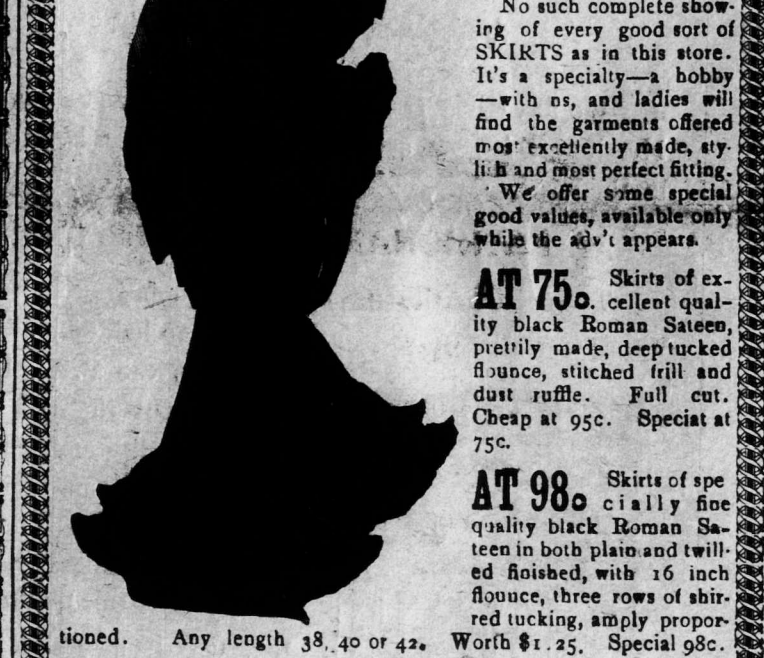 No such complete show-
ing of every good sort of
SKIRTS as in this store.
It's a specialty—a hobby
—with us, and ladies will
find the garments offered
most excellently made, sty-
lish and most perfect fitting.
We offer some special
good values, available only
while the adv't appears.
AT 75c. Skirts of ex-
cellent qual-
ity black Roman Sateen,
prettily made, deep tucked
flounce, stitched frill and
dust ruffle. Full cut.
Cheap at 95c. Speciat at
75c.
AT 98c Skirts of spe
cially fine
quality black Roman Sa-
teen in both plain and twill-
ed finished, with 16 inch
flounce, three rows of shir-
red tucking, amply propor-
tioned. Any length 38, 40 or 42. Worth $1.25. Special 98c.